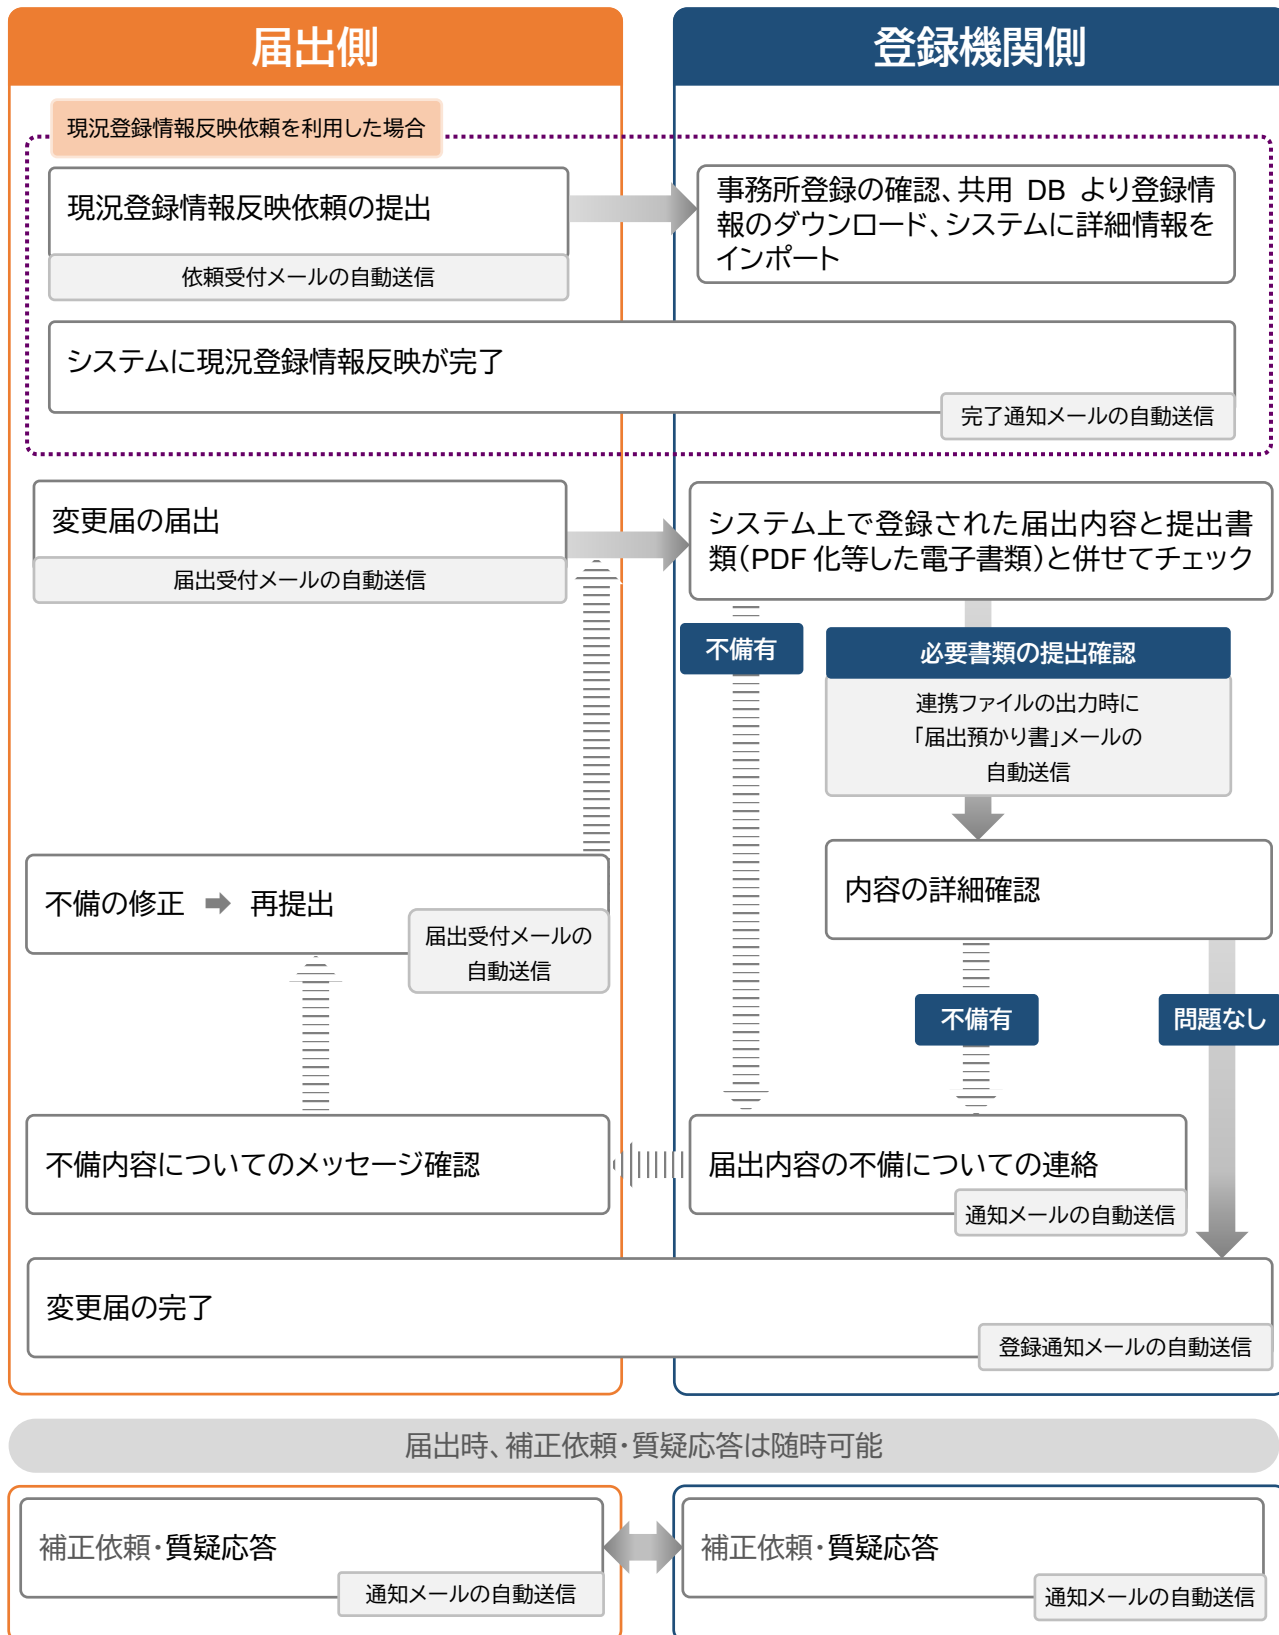 届出側
登録機関側
現況登録情報反映依頼を利用した場合
現況登録情報反映依頼の提出
依頼受付メールの自動送信
事務所登録の確認、共用 DB より登録情
報のダウンロード、システムに詳細情報を
インポート
システムに現況登録情報反映が完了
完了通知メールの自動送信
変更届の届出
届出受付メールの自動送信
システム上で登録された届出内容と提出書
類（PDF 化等した電子書類）と併せてチェック
不備有
必要書類の提出確認
連携ファイルの出力時に
「届出預かり書」メールの
自動送信
不備の修正 ➡ 再提出
届出受付メールの
自動送信
内容の詳細確認
不備有
問題なし
不備内容についてのメッセージ確認
届出内容の不備についての連絡
通知メールの自動送信
変更届の完了
登録通知メールの自動送信
届出時、補正依頼・質疑応答は随時可能
補正依頼・質疑応答
通知メールの自動送信
補正依頼・質疑応答
通知メールの自動送信